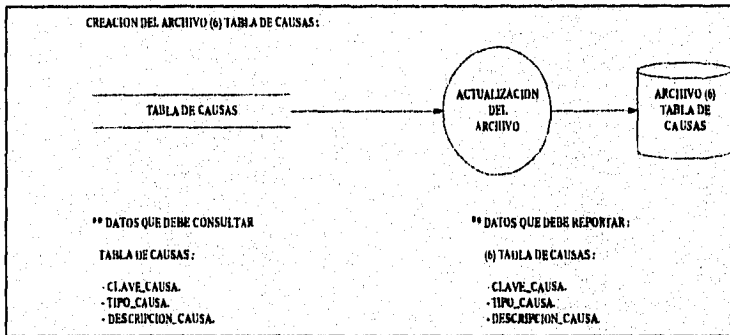 CREACION DEL ARCHIVO (6) TABLA DE CAUSAS:
TABLA DE CAUSAS
ACTUALIZACION
DEL
ARCHIVO
ARCHIVO (6)
TABLA DE
CAUSAS
** DATOS QUE DEBE CONSULTAR
TABLA DE CAUSAS:
- CLAVE_CAUSA.
- TIPO_CAUSA.
- DESCRIPCION_CAUSA.
** DATOS QUE DEBE REPORTAR:
(6) TABLA DE CAUSAS:
- CLAVE_CAUSA.
- TIPO_CAUSA.
- DESCRIPCION_CAUSA.